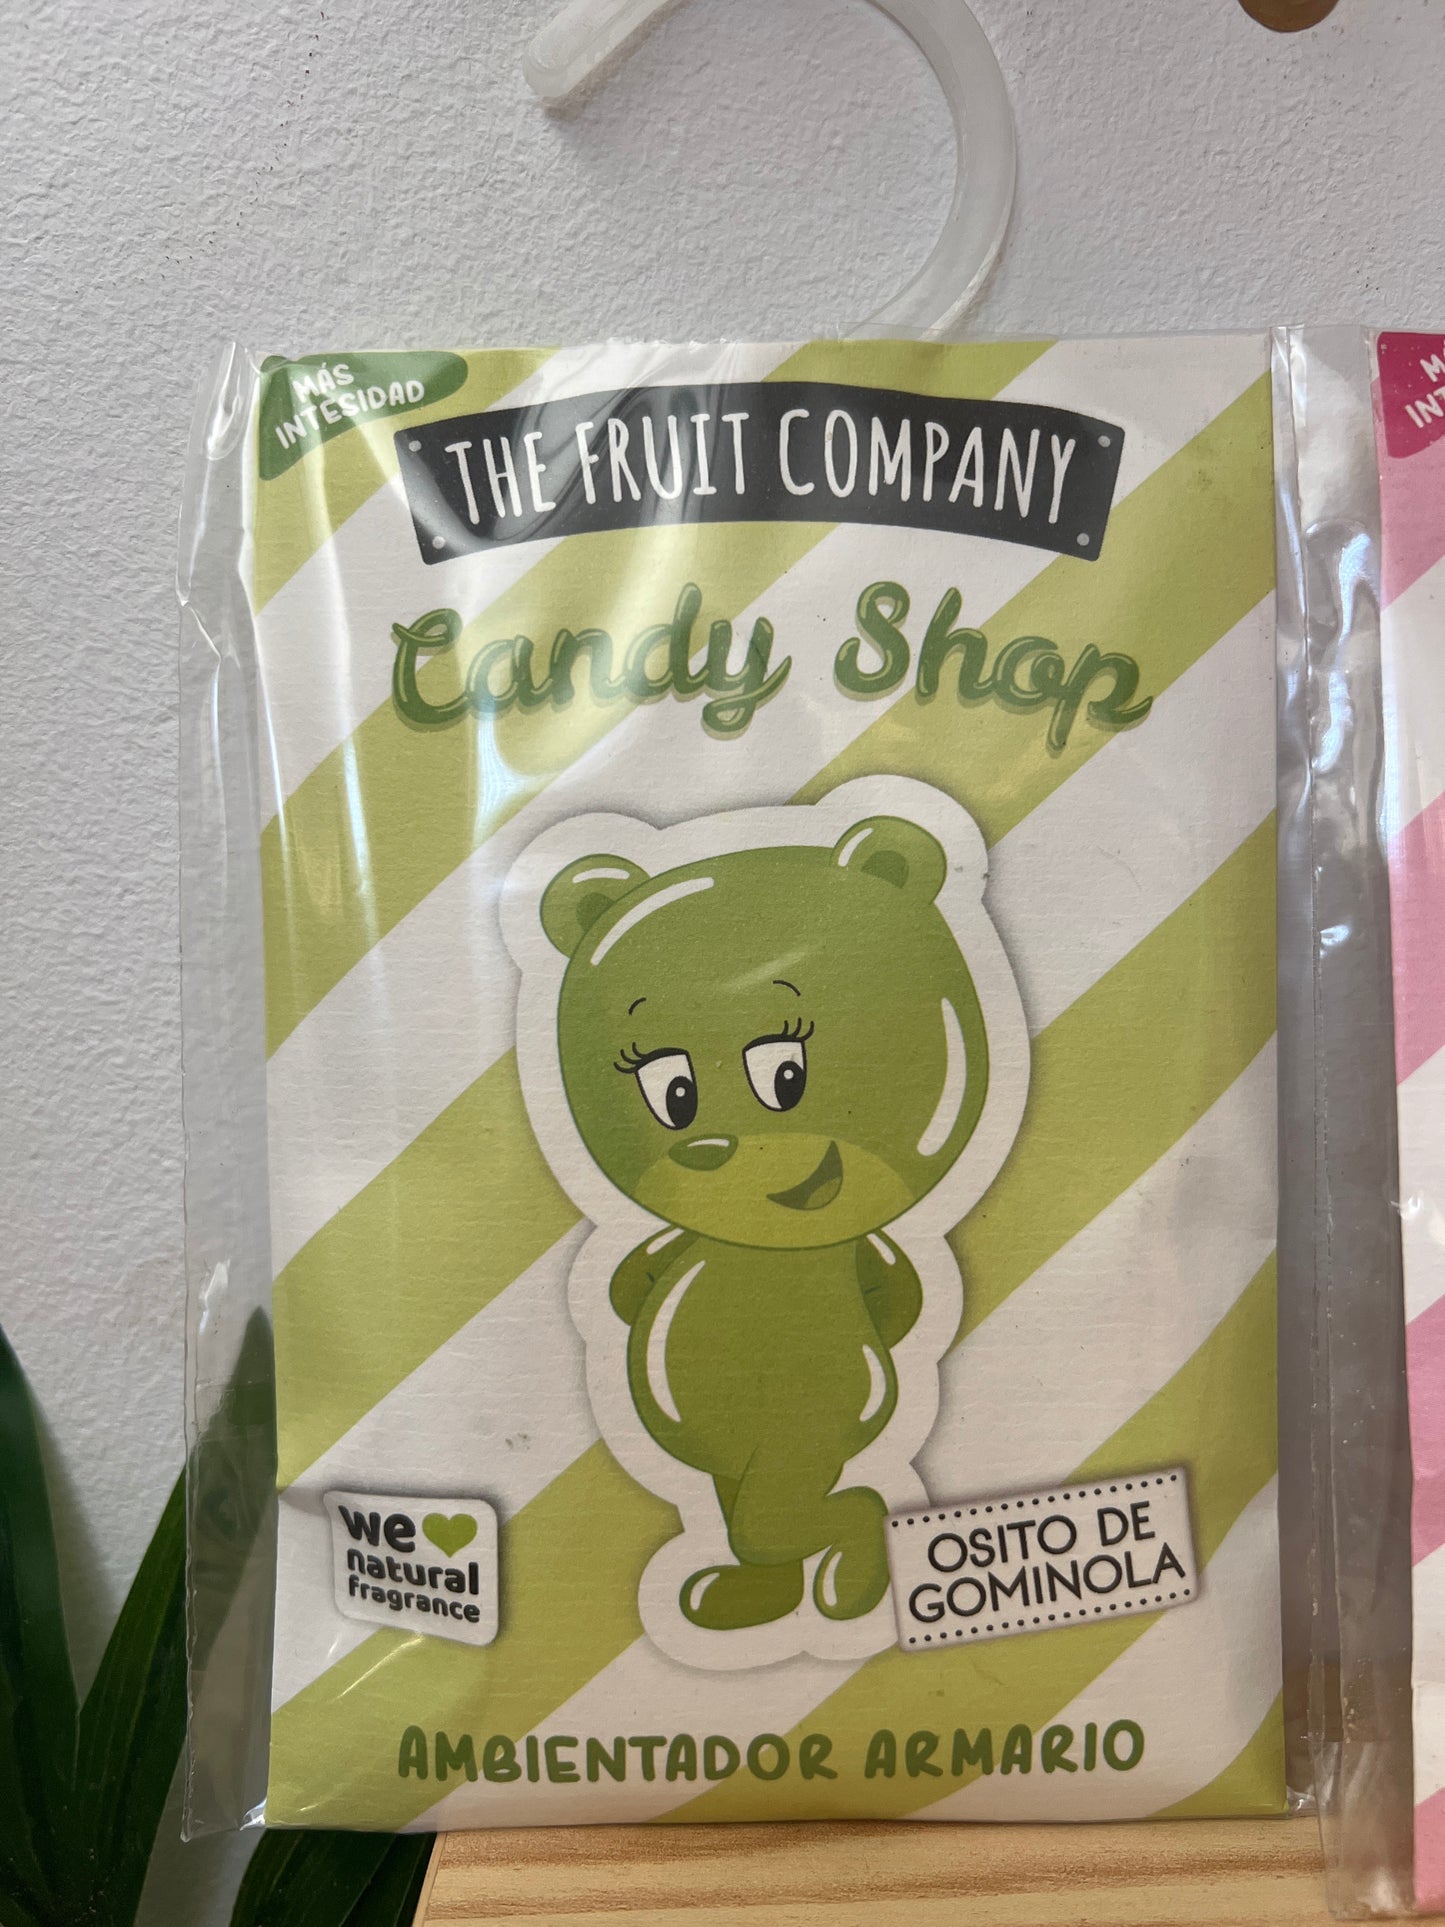 MÁS
INTESIDAD
THE FRUIT COMPANY
Candy Shop
we
natural
fragrance
OSITO DE
GOMINOLA
AMBIENTADOR ARMARIO